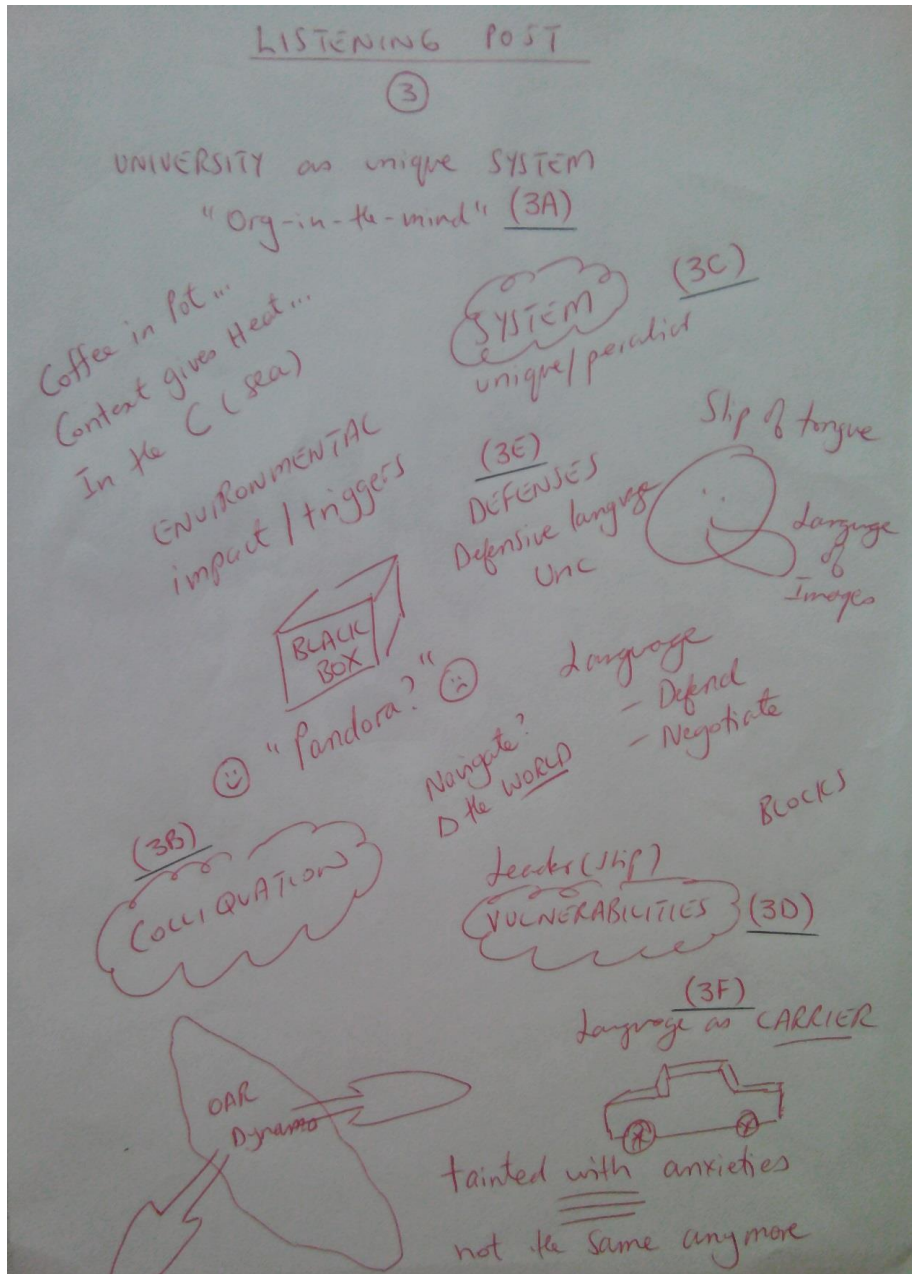 LISTENING POST
3
UNIVERSITY as unique SYSTEM
"Org-in-the-mind" (3A)
Coffee in Pot...
Context gives Heat...
In the C (sea)
ENVIRONMENTAL
impact/triggers
(3C)
SYSTEM
unique/
(3E)
DEFENSES
Defensive language
Unc
Slip of tongue
Language
of
Images
BLACK
BOX
"Pandora?"
Language
- Defend
- Negotiate
Navigate?
D the WORLD
BLOCKS
(3B)
COLLIQUATION
Leader(ship)
VULNERABILITIES (3D)
(3F)
Language as CARRIER
OAR
Dynamo
tainted with anxieties
not the same anymore